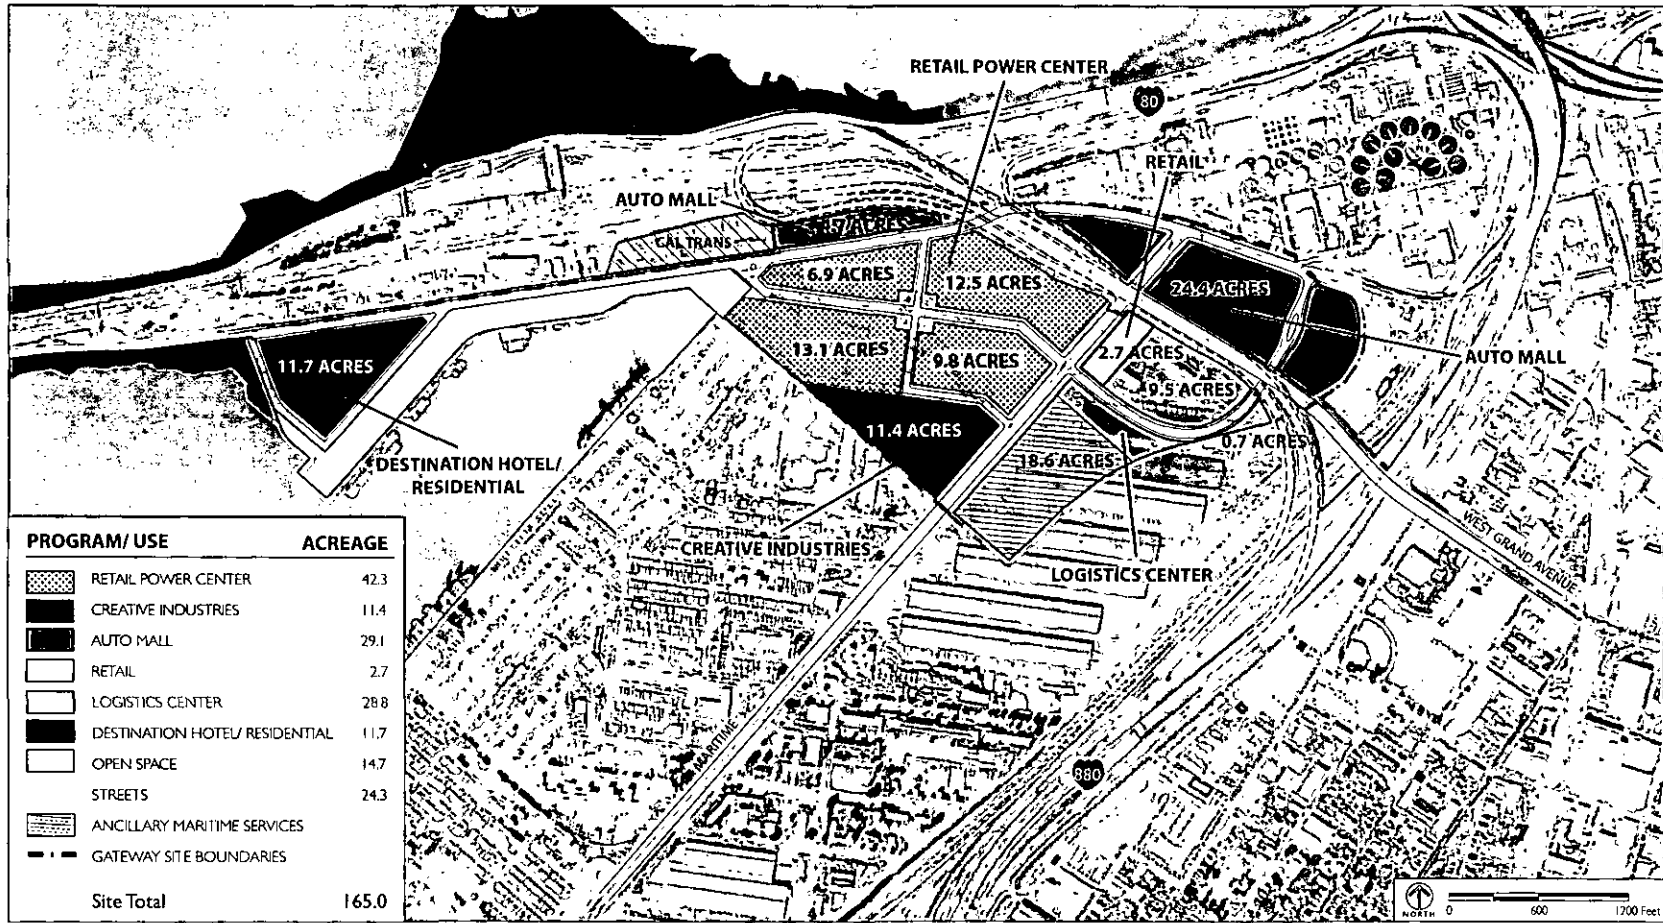 RETAIL POWER CENTER
80
RETAIL
AUTO MALL
ACRES
CAL TRANS
6.9 ACRES
12.5 ACRES
24.4 ACRES
13.1 ACRES
9.8 ACRES
2.7 ACRES
AUTO MALL
11.7 ACRES
9.5 ACRES
11.4 ACRES
0.7 ACRES
18.6 ACRES
DESTINATION HOTEL/
RESIDENTIAL
CREATIVE INDUSTRIES
LOGISTICS CENTER
WEST GRAND AVENUE
MARITIME
880
PROGRAM/ USE ACREAGE
RETAIL POWER CENTER 42.3
CREATIVE INDUSTRIES 11.4
AUTO MALL 29.1
RETAIL 2.7
LOGISTICS CENTER 28.8
DESTINATION HOTEL/ RESIDENTIAL 11.7
OPEN SPACE 14.7
STREETS 24.3
ANCILLARY MARITIME SERVICES
GATEWAY SITE BOUNDARIES
Site Total 165.0
NORTH
0 600 1200 Feet